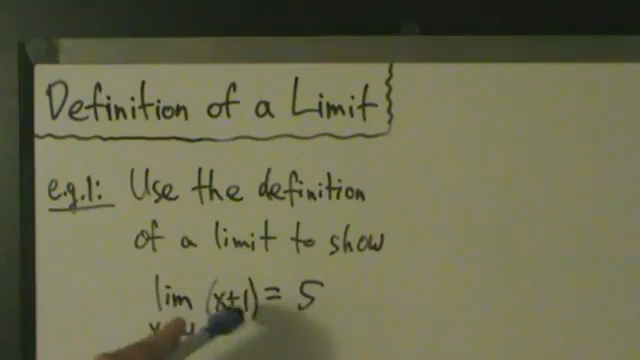 Definition of a Limit
e.g.1: Use the definition
of a limit to show
lim (x+1) = 5